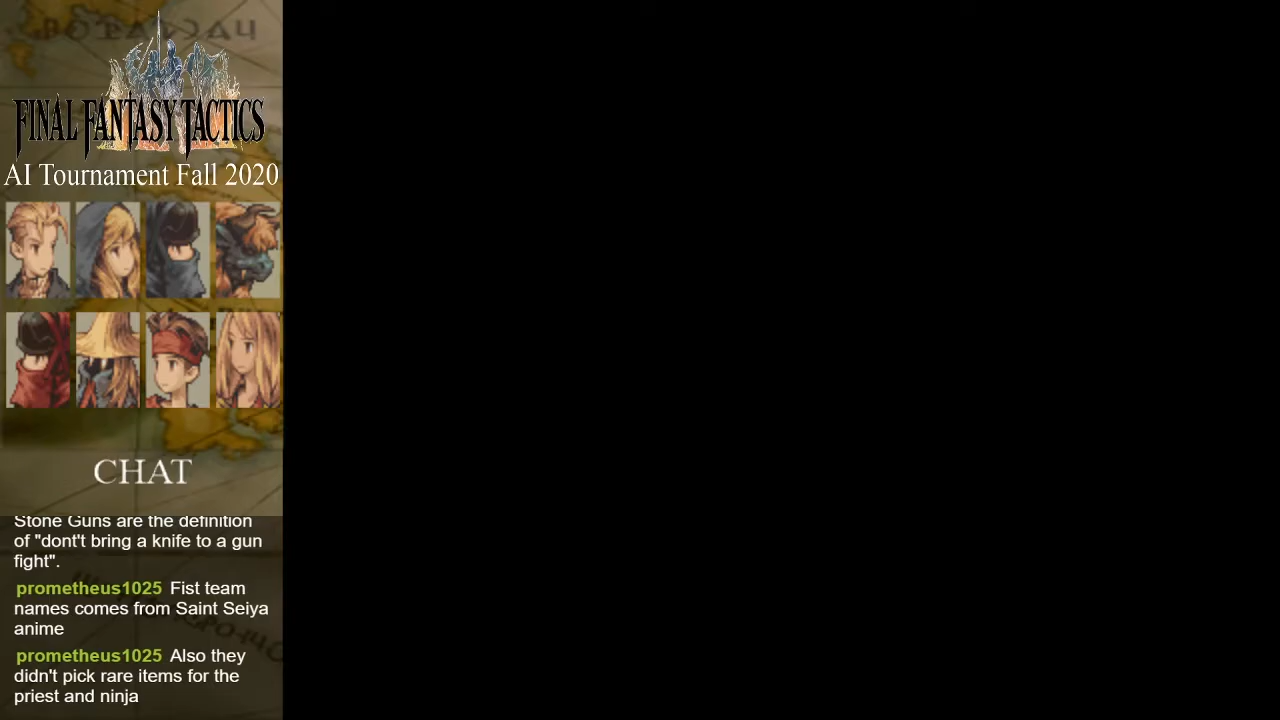 FINAL FANTASY TACTICS
AI Tournament Fall 2020
CHAT
Stone Guns are the definition
of "dont't bring a knife to a gun
fight".
prometheus1025 Fist team
names comes from Saint Seiya
anime
prometheus1025 Also they
didn't pick rare items for the
priest and ninja